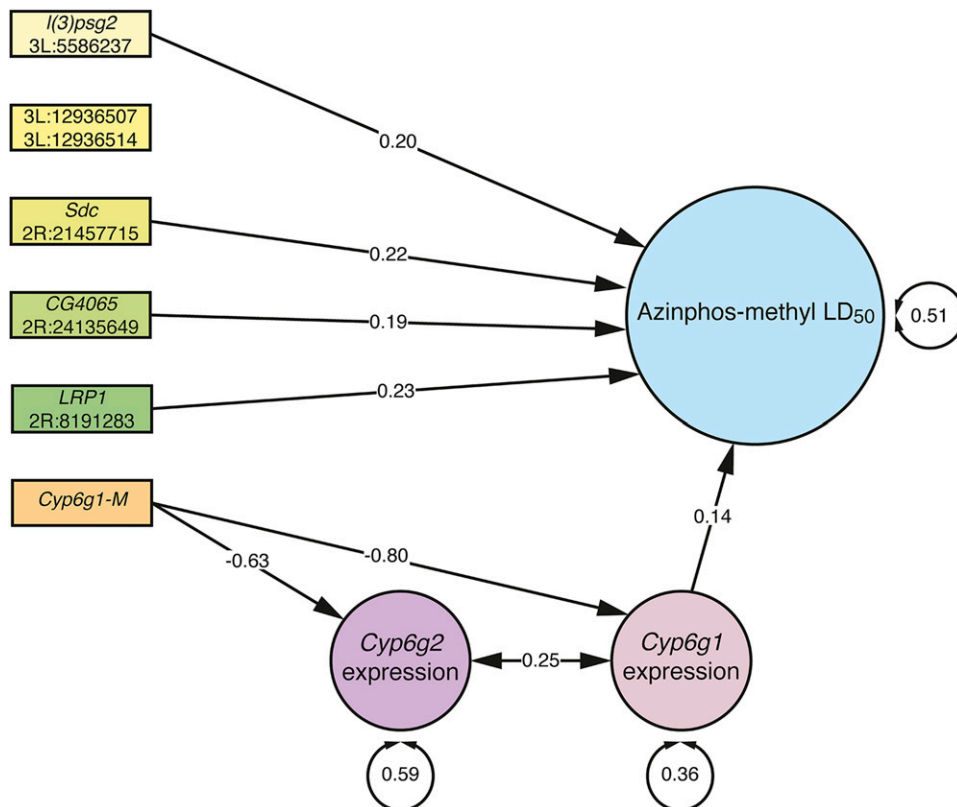 l(3)psg2
3L:5586237
3L:12936507
3L:12936514
Sdc
2R:21457715
CG4065
2R:24135649
LRP1
2R:8191283
Cyp6g1-M
0.20
0.22
0.19
0.23
Azinphos-methyl LD50
0.51
0.14
-0.80
-0.63
Cyp6g2
expression
0.25
Cyp6g1
expression
0.59
0.36